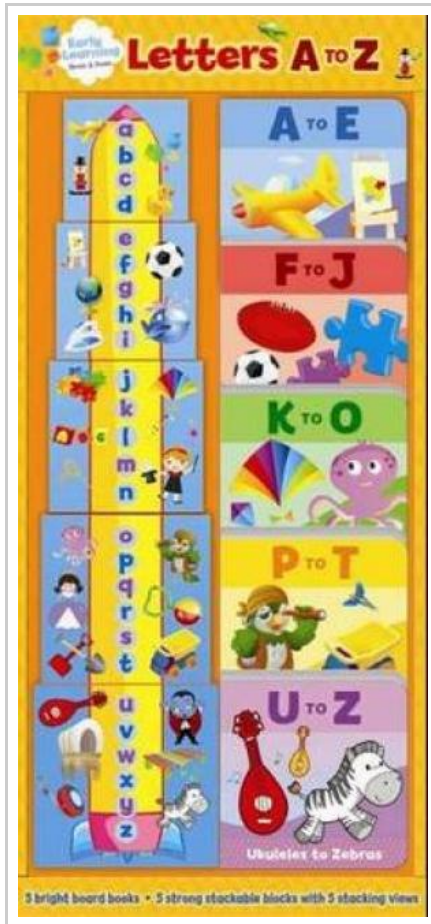 Early
Learning
Letters A TO Z
a
b
c
d
e
f
g
h
i
j
k
l
m
n
o
p
q
r
s
t
u
v
w
x
y
z
A TO E
F TO J
K TO O
P TO T
U TO Z
Ukuleles to Zebras
5 bright board books • 5 strong stackable blocks with 5 stacking views